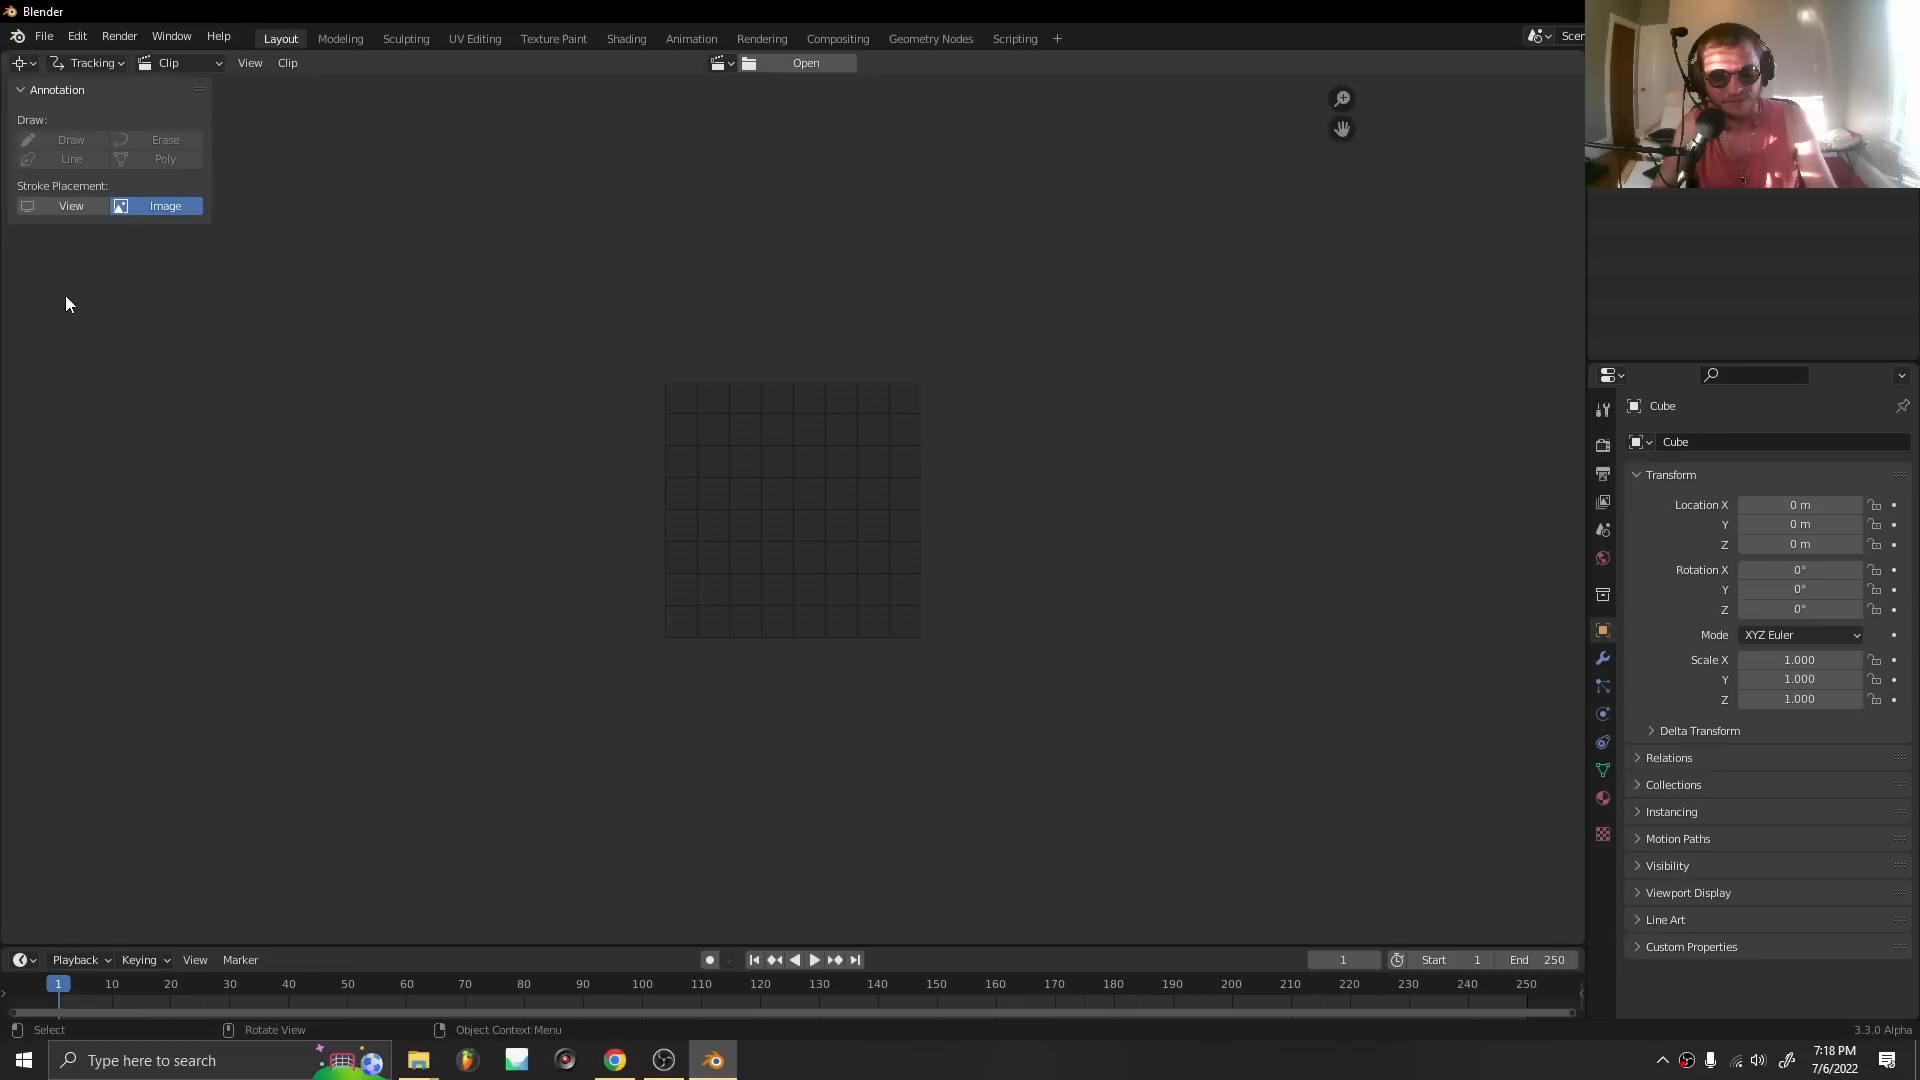 Blender
File Edit Render Window Help Layout Modeling Sculpting UV Editing Texture Paint Shading Animation Rendering Compositing Geometry Nodes Scripting + Scen
Tracking Clip View Clip Open
Annotation
Draw:
Draw Erase
Line Poly
Stroke Placement:
View Image
Cube
Cube
Transform
Location X 0 m
Y 0 m
Z 0 m
Rotation X 0°
Y 0°
Z 0°
Mode XYZ Euler
Scale X 1.000
Y 1.000
Z 1.000
Delta Transform
Relations
Collections
Instancing
Motion Paths
Visibility
Viewport Display
Line Art
Custom Properties
Playback Keying View Marker 1 Start 1 End 250
1 10 20 30 40 50 60 70 80 90 100 110 120 130 140 150 160 170 180 190 200 210 220 230 240 250
Select Rotate View Object Context Menu 3.3.0 Alpha
Type here to search
7:18 PM
7/6/2022